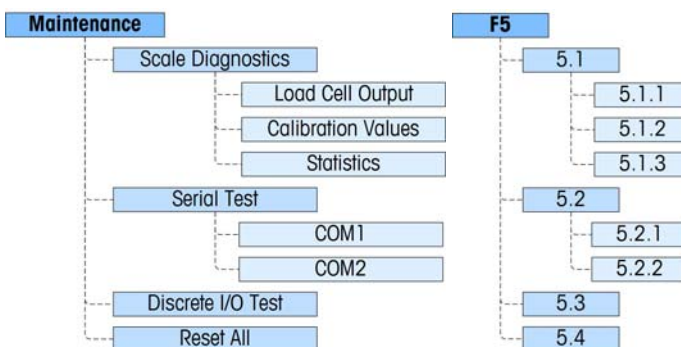 Maintenance F5
Scale Diagnostics 5.1
Load Cell Output 5.1.1
Calibration Values 5.1.2
Statistics 5.1.3
Serial Test 5.2
COM1 5.2.1
COM2 5.2.2
Discrete I/O Test 5.3
Reset All 5.4